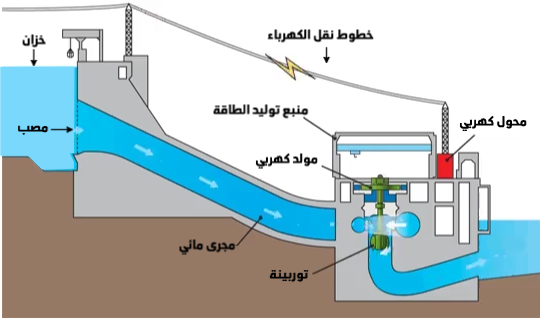 خطوط نقل الكهرباء
خزان
منبع توليد الطاقة
محول كهربي
مصب
مولد كهربي
مجرى مائي
توربينة